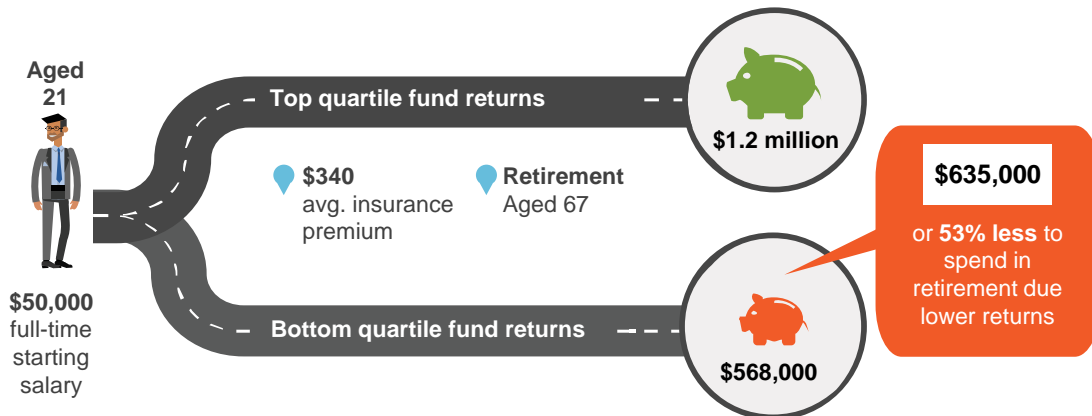 Aged
21
$50,000
full-time
starting
salary
Top quartile fund returns
$340
avg. insurance
premium
Retirement
Aged 67
Bottom quartile fund returns
$1.2 million
$568,000
$635,000
or 53% less to
spend in
retirement due
lower returns